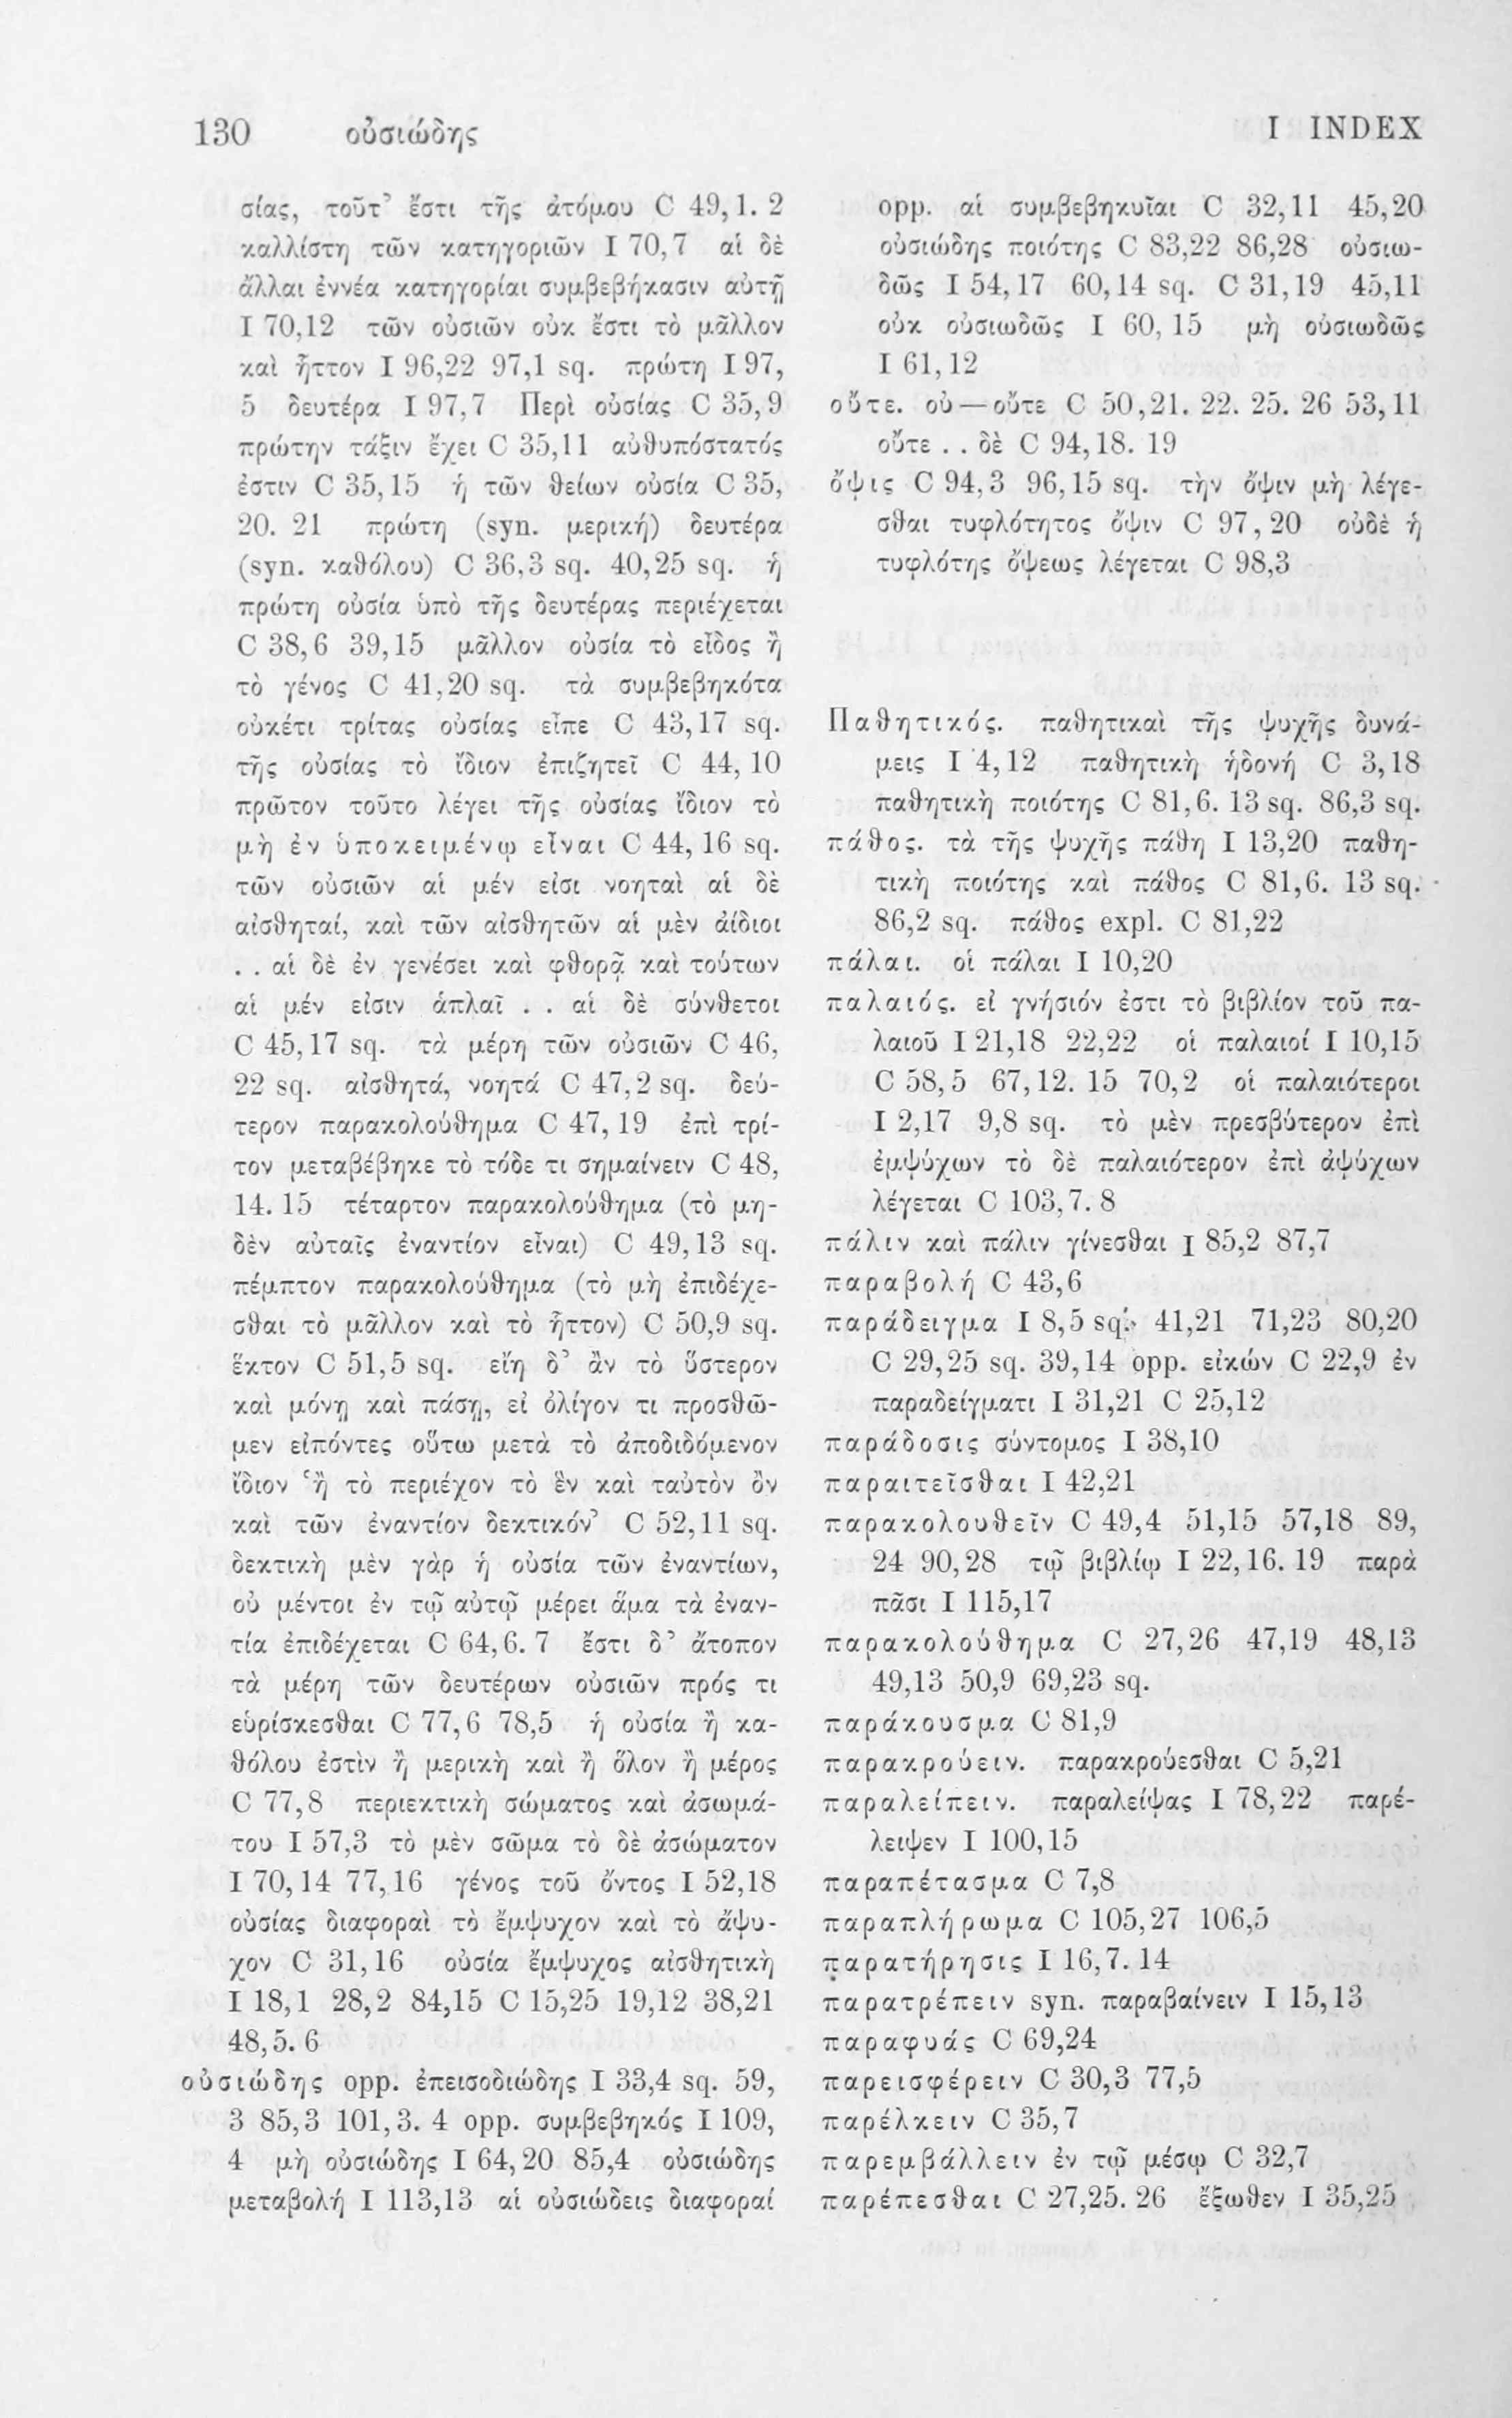 130 οὐσιώδης I INDEX
σίας, τοῦτ’ ἔστι τῆς ἀτόμου C 49,1. 2
καλλίστη τῶν κατηγοριῶν I 70,7 αἱ δὲ
ἄλλαι ἐννέα κατηγορίαι συμβεβήκασιν αὐτῇ
I 70,12 τῶν οὐσιῶν οὐκ ἔστι τὸ μᾶλλον
καὶ ἧττον I 96,22 97,1 sq. πρώτη I 97,
5 δευτέρα I 97,7 Περὶ οὐσίας C 35,9
πρώτην τάξιν ἔχει C 35,11 αὐθυπόστατός
ἐστιν C 35,15 ἡ τῶν θείων οὐσία C 35,
20. 21 πρώτη (syn. μερική) δευτέρα
(syn. καθόλου) C 36,3 sq. 40,25 sq. ἡ
πρώτη οὐσία ὑπὸ τῆς δευτέρας περιέχεται
C 38,6 39,15 μᾶλλον οὐσία τὸ εἶδος ἢ
τὸ γένος C 41,20 sq. τὰ συμβεβηκότα
οὐκέτι τρίτας οὐσίας εἶπε C 43,17 sq.
τῆς οὐσίας τὸ ἴδιον ἐπιζητεῖ C 44,10
πρῶτον τοῦτο λέγει τῆς οὐσίας ἴδιον τὸ
μὴ ἐν ὑποκειμένῳ εἶναι C 44,16 sq.
τῶν οὐσιῶν αἱ μέν εἰσι νοηταὶ αἱ δὲ
αἰσθηταί, καὶ τῶν αἰσθητῶν αἱ μὲν ἀίδιοι
. . αἱ δὲ ἐν γενέσει καὶ φθορᾷ καὶ τούτων
αἱ μέν εἰσιν ἁπλαῖ . . αἱ δὲ σύνθετοι
C 45,17 sq. τὰ μέρη τῶν οὐσιῶν C 46,
22 sq. αἰσθητά, νοητά C 47,2 sq. δεύ-
τερον παρακολούθημα C 47,19 ἐπὶ τρί-
τον μεταβέβηκε τὸ τόδε τι σημαίνειν C 48,
14. 15 τέταρτον παρακολούθημα (τὸ μη-
δὲν αὐταῖς ἐναντίον εἶναι) C 49,13 sq.
πέμπτον παρακολούθημα (τὸ μὴ ἐπιδέχε-
σθαι τὸ μᾶλλον καὶ τὸ ἧττον) C 50,9 sq.
ἕκτον C 51,5 sq. εἴη δ’ ἂν τὸ ὕστερον
καὶ μόνῃ καὶ πάσῃ, εἰ ὀλίγον τι προσθῶ-
μεν εἰπόντες οὕτω μετὰ τὸ ἀποδιδόμενον
ἴδιον ‘ἢ τὸ περιέχον τὸ ἓν καὶ ταὐτὸν ὂν
καὶ τῶν ἐναντίον δεκτικόν’ C 52,11 sq.
δεκτικὴ μὲν γὰρ ἡ οὐσία τῶν ἐναντίων,
οὐ μέντοι ἐν τῷ αὐτῷ μέρει ἅμα τὰ ἐναν-
τία ἐπιδέχεται C 64,6. 7 ἔστι δ’ ἄτοπον
τὰ μέρη τῶν δευτέρων οὐσιῶν πρός τι
εὑρίσκεσθαι C 77,6 78,5 ἡ οὐσία ἢ κα-
θόλου ἐστὶν ἢ μερικὴ καὶ ἢ ὅλον ἢ μέρος
C 77,8 περιεκτικὴ σώματος καὶ ἀσωμά-
του I 57,3 τὸ μὲν σῶμα τὸ δὲ ἀσώματον
I 70,14 77,16 γένος τοῦ ὄντος I 52,18
οὐσίας διαφοραὶ τὸ ἔμψυχον καὶ τὸ ἄψυ-
χον C 31,16 οὐσία ἔμψυχος αἰσθητικὴ
I 18,1 28,2 84,15 C 15,25 19,12 38,21
48,5. 6
οὐσιώδης opp. ἐπεισοδιώδης I 33,4 sq. 59,
3 85,3 101,3. 4 opp. συμβεβηκός I 109,
4 μὴ οὐσιώδης I 64,20 85,4 οὐσιώδης
μεταβολή I 113,13 αἱ οὐσιώδεις διαφοραί
opp. αἱ συμβεβηκυῖαι C 32,11 45,20
οὐσιώδης ποιότης C 83,22 86,28 οὐσιω-
δῶς I 54,17 60,14 sq. C 31,19 45,11
οὐκ οὐσιωδῶς I 60,15 μὴ οὐσιωδῶς
I 61,12
οὔτε. οὐ — οὔτε C 50,21. 22. 25. 26 53,11
οὔτε . . δὲ C 94,18. 19
ὄψις C 94,3 96,15 sq. τὴν ὄψιν μὴ λέγε-
σθαι τυφλότητος ὄψιν C 97,20 οὐδὲ ἡ
τυφλότης ὄψεως λέγεται C 98,3
Παθητικός. παθητικαὶ τῆς ψυχῆς δυνά-
μεις I 4,12 παθητικὴ ἡδονή C 3,18
παθητικὴ ποιότης C 81,6. 13 sq. 86,3 sq.
πάθος. τὰ τῆς ψυχῆς πάθη I 13,20 παθη-
τικὴ ποιότης καὶ πάθος C 81,6. 13 sq.
86,2 sq. πάθος expl. C 81,22
πάλαι. οἱ πάλαι I 10,20
παλαιός. εἰ γνήσιόν ἐστι τὸ βιβλίον τοῦ πα-
λαιοῦ I 21,18 22,22 οἱ παλαιοί I 10,15
C 58,5 67,12. 15 70,2 οἱ παλαιότεροι
I 2,17 9,8 sq. τὸ μὲν πρεσβύτερον ἐπὶ
ἐμψύχων τὸ δὲ παλαιότερον ἐπὶ ἀψύχων
λέγεται C 103,7. 8
πάλιν καὶ πάλιν γίνεσθαι I 85,2 87,7
παραβολή C 43,6
παράδειγμα I 8,5 sq. 41,21 71,23 80,20
C 29,25 sq. 39,14 opp. εἰκών C 22,9 ἐν
παραδείγματι I 31,21 C 25,12
παράδοσις σύντομος I 38,10
παραιτεῖσθαι I 42,21
παρακολουθεῖν C 49,4 51,15 57,18 89,
24 90,28 τῷ βιβλίῳ I 22,16. 19 παρὰ
πᾶσι I 115,17
παρακολούθημα C 27,26 47,19 48,13
49,13 50,9 69,23 sq.
παράκουσμα C 81,9
παρακρούειν. παρακρούεσθαι C 5,21
παραλείπειν. παραλείψας I 78,22 παρέ-
λειψεν I 100,15
παραπέτασμα C 7,8
παραπλήρωμα C 105,27 106,5
παρατήρησις I 16,7. 14
παρατρέπειν syn. παραβαίνειν I 15,13
παραφυάς C 69,24
παρεισφέρειν C 30,3 77,5
παρέλκειν C 35,7
παρεμβάλλειν ἐν τῷ μέσῳ C 32,7
παρέπεσθαι C 27,25. 26 ἔξωθεν I 35,25